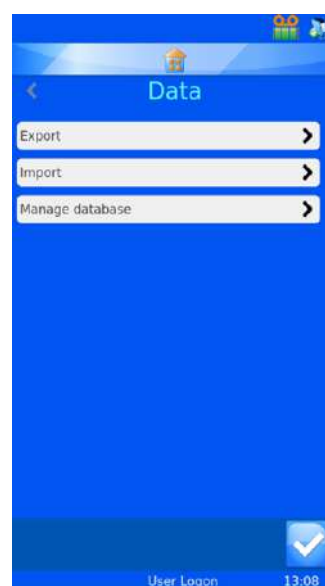 Data
Export
Import
Manage database
User Logon 13:08